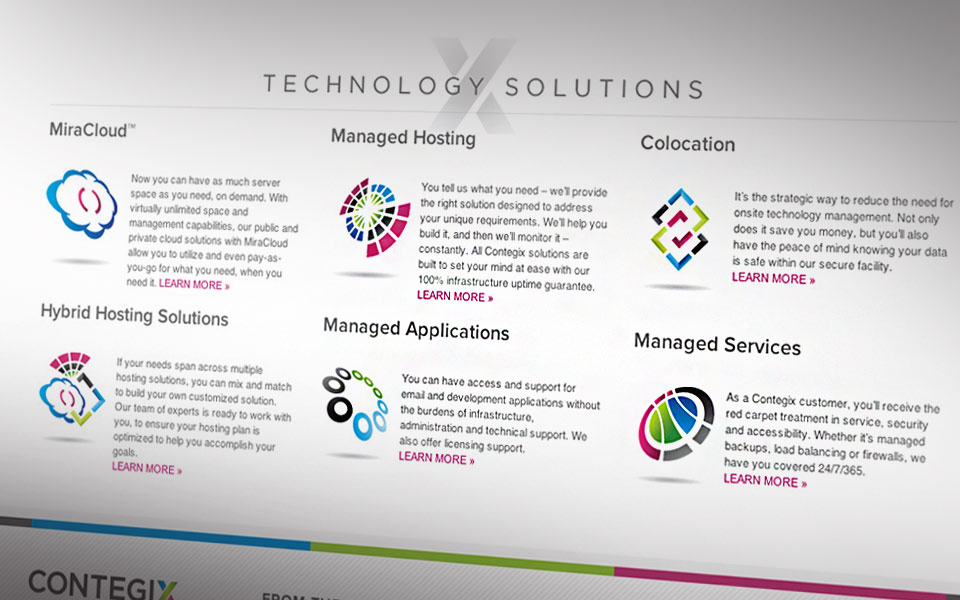 TECHNOLOGY SOLUTIONS
MiraCloud™
Now you can have as much server
space as you need, on demand. With
virtually unlimited space and
management capabilities, our public and
private cloud solutions with MiraCloud
allow you to utilize and even pay-as-
you-go for what you need, when you
need it. LEARN MORE »
Managed Hosting
You tell us what you need – we'll provide
the right solution designed to address
your unique requirements. We'll help you
build it, and then we'll monitor it –
constantly. All Contegix solutions are
built to set your mind at ease with our
100% infrastructure uptime guarantee.
LEARN MORE »
Colocation
It's the strategic way to reduce the need for
onsite technology management. Not only
does it save you money, but you'll also
have the peace of mind knowing your data
is safe within our secure facility.
LEARN MORE »
Hybrid Hosting Solutions
If your needs span across multiple
hosting solutions, you can mix and match
to build your own customized solution.
Our team of experts is ready to work with
you, to ensure your hosting plan is
optimized to help you accomplish your
goals.
LEARN MORE »
Managed Applications
You can have access and support for
email and development applications without
the burdens of infrastructure,
administration and technical support. We
also offer licensing support.
LEARN MORE »
Managed Services
As a Contegix customer, you'll receive the
red carpet treatment in service, security
and accessibility. Whether it's managed
backups, load balancing or firewalls, we
have you covered 24/7/365.
LEARN MORE »
CONTEGIX
FROM THE